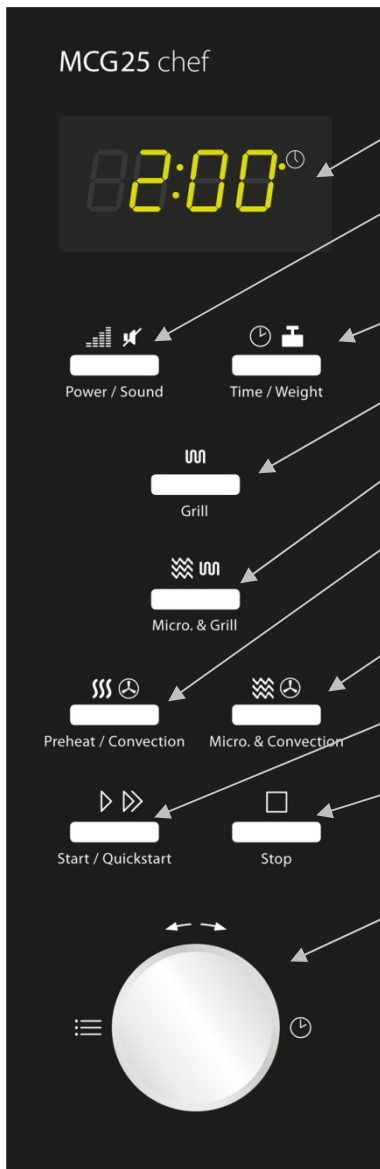 MCG25 chef
2:00
Power / Sound
Time / Weight
Grill
Micro. & Grill
Preheat / Convection
Micro. & Convection
Start / Quickstart
Stop